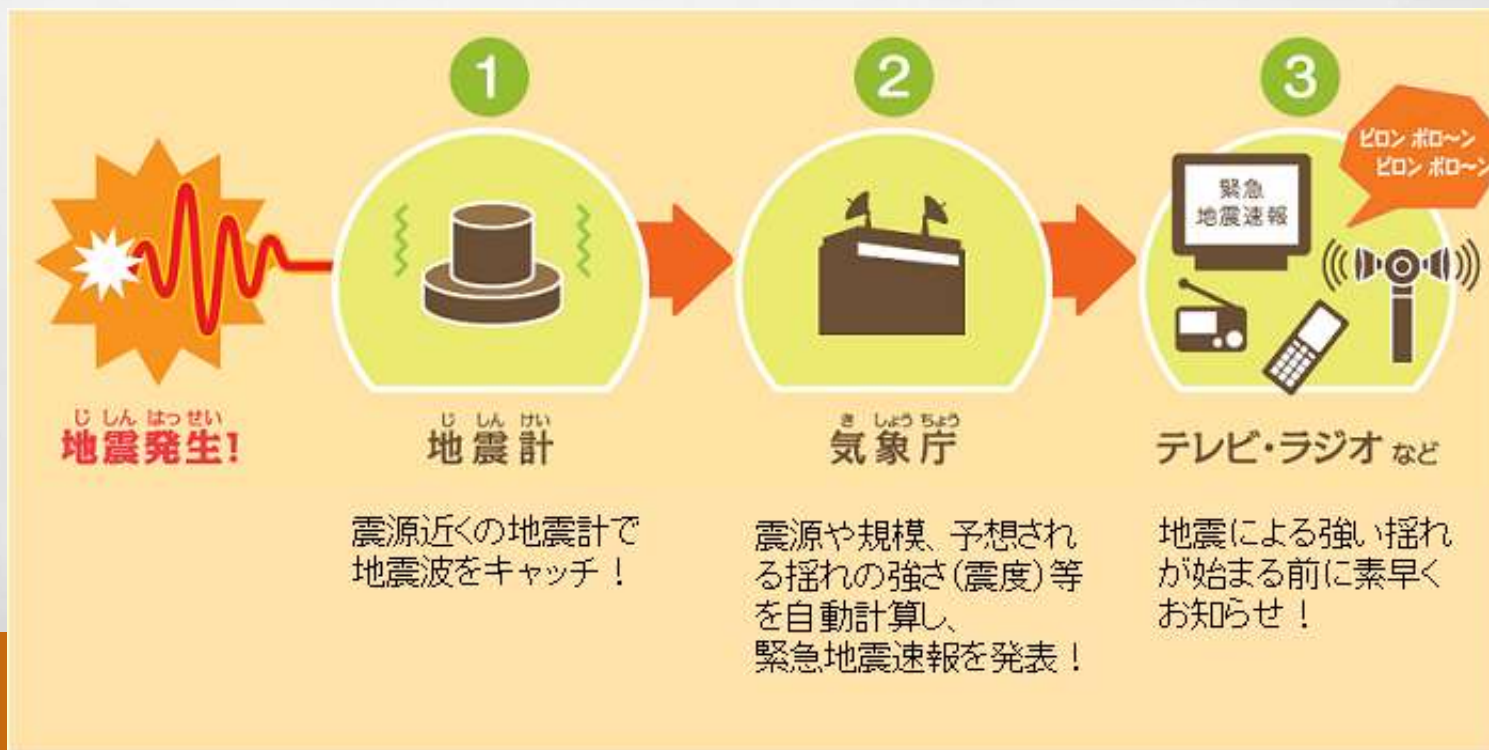 1
2
3
ピロン ポロ～ン
ピロン ポロ～ン
緊急
地震速報
じ しん はっ せい
地震発生!
じ しん けい
地震計
き しょう ちょう
気象庁
テレビ・ラジオ など
震源近くの地震計で
地震波をキャッチ！
震源や規模、予想され
る揺れの強さ(震度)等
を自動計算し、
緊急地震速報を発表！
地震による強い揺れ
が始まる前に素早く
お知らせ！